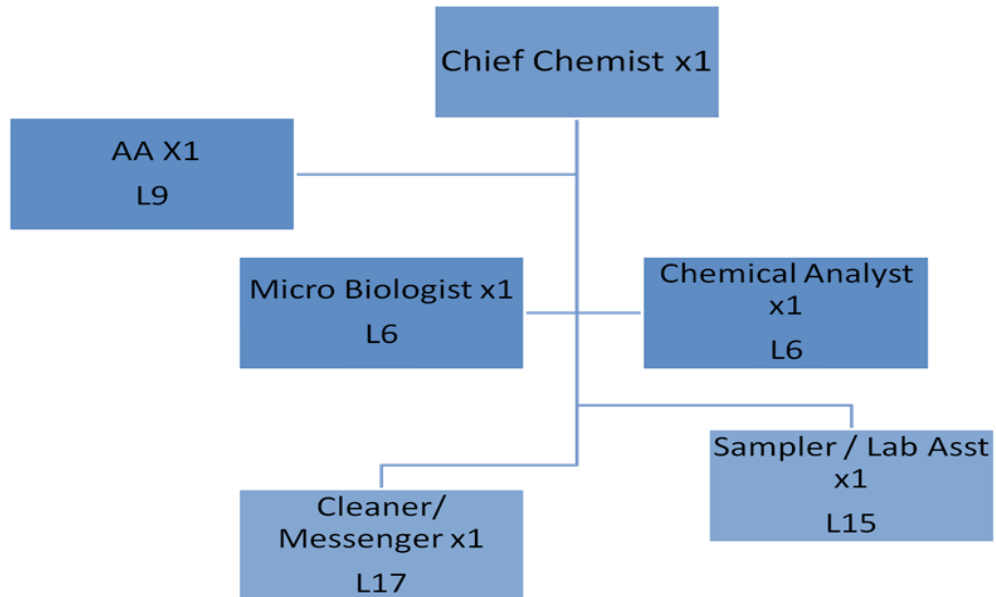 Chief Chemist x1
AA X1
L9
Micro Biologist x1
L6
Chemical Analyst
x1
L6
Sampler / Lab Asst
x1
L15
Cleaner/
Messenger x1
L17